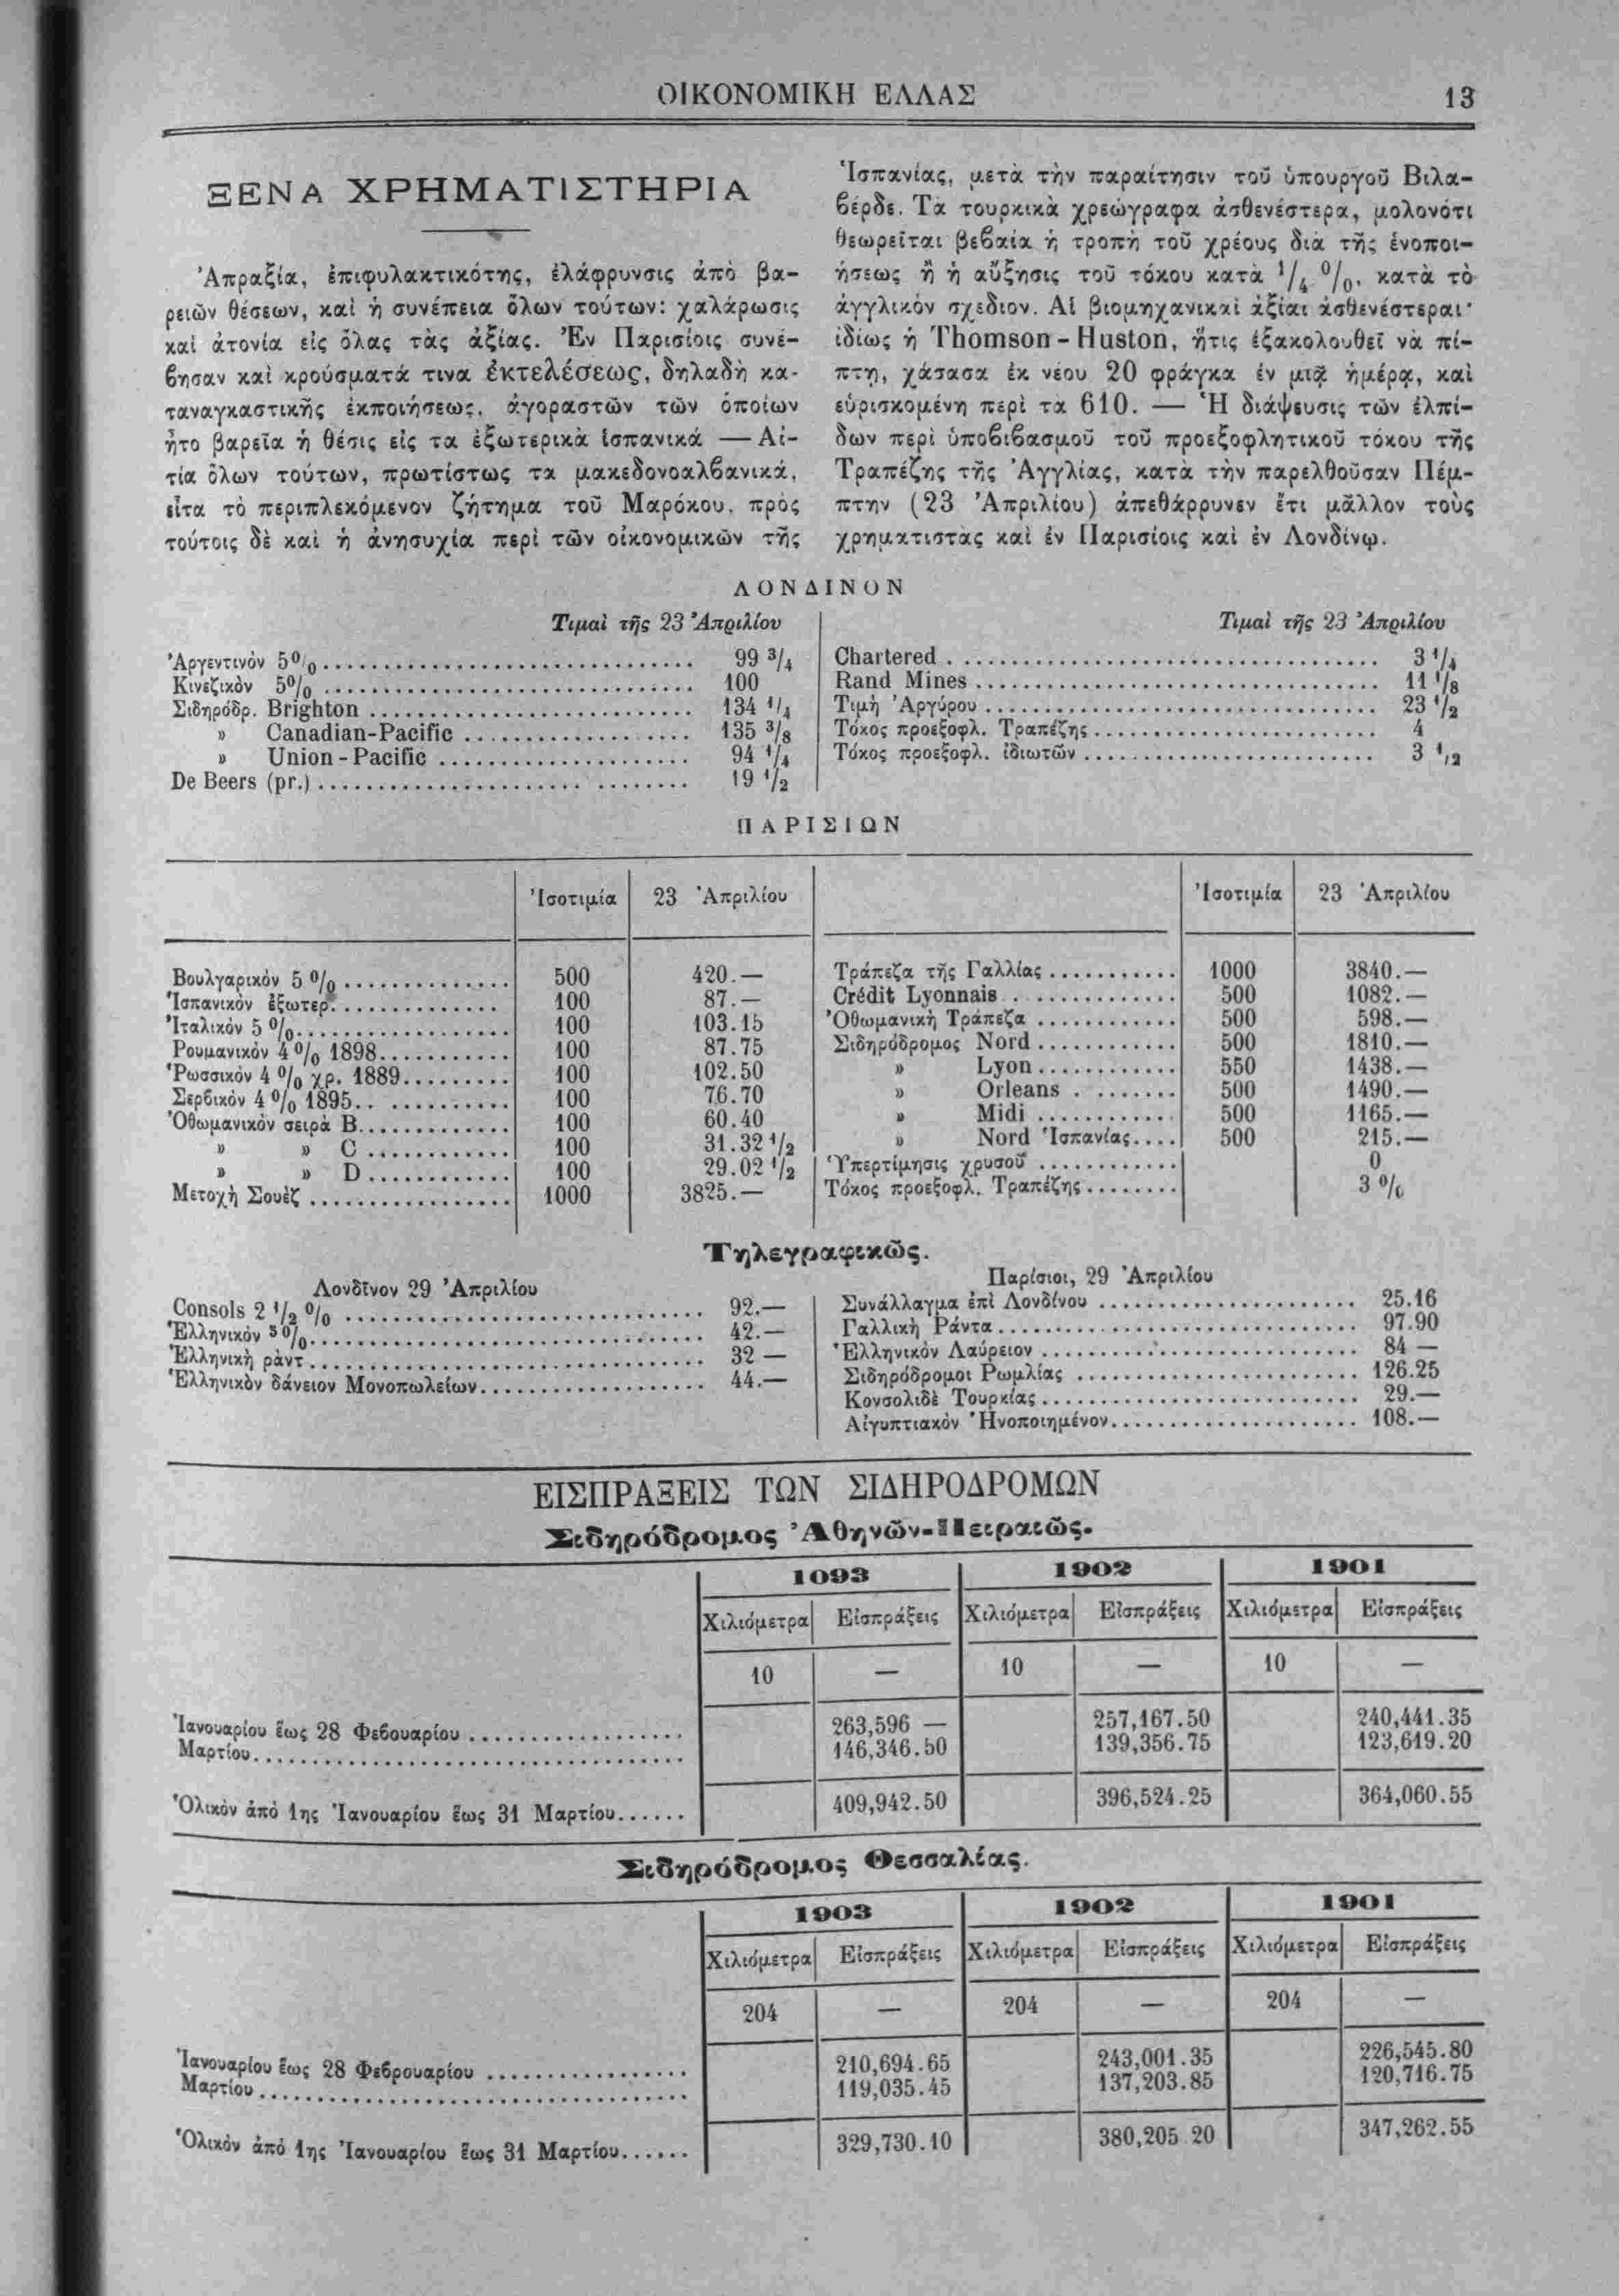 ΟΙΚΟΝΟΜΙΚΗ ΕΛΛΑΣ 13
ΞΕΝΑ ΧΡΗΜΑΤΙΣΤΗΡΙΑ
Ἀπραξία, ἐπιφυλακτικότης, ἐλάφρυνσις ἀπὸ βα-
ρειῶν θέσεων, καὶ ἡ συνέπεια ὅλων τούτων: χαλάρωσις
καὶ ἀτονία εἰς ὅλας τὰς ἀξίας. Ἐν Παρισίοις συνέ-
βησαν καὶ κρούσματά τινα ἐκτελέσεως, δηλαδὴ κα-
ταναγκαστικῆς ἐκποιήσεως, ἀγοραστῶν τῶν ὁποίων
ἦτο βαρεῖα ἡ θέσις εἰς τα ἐξωτερικὰ ἱσπανικά — Αἰ-
τία ὅλων τούτων, πρωτίστως τα μακεδονοαλβανικά,
εἶτα τὸ περιπλεκόμενον ζήτημα τοῦ Μαρόκου, πρὸς
τούτοις δὲ καὶ ἡ ἀνησυχία περὶ τῶν οἰκονομικῶν τῆς
Ἱσπανίας, μετὰ τὴν παραίτησιν τοῦ ὑπουργοῦ Βιλα-
βέρδε. Τὰ τουρκικὰ χρεώγραφα ἀσθενέστερα, μολονότι
θεωρεῖται βεβαία ἡ τροπὴ τοῦ χρέους διὰ τῆς ἑνοποι-
ήσεως ἢ ἡ αὔξησις τοῦ τόκου κατὰ 1/4 0/0, κατὰ τὸ
ἀγγλικὸν σχέδιον. Αἱ βιομηχανικαὶ ἀξίαι ἀσθενέστεραι·
ἰδίως ἡ Thomson-Huston, ἥτις ἐξακολουθεῖ νὰ πί-
πτῃ, χάσασα ἐκ νέου 20 φράγκα ἐν μιᾷ ἡμέρᾳ, καὶ
εὑρισκομένη περὶ τα 610. — Ἡ διάψευσις τῶν ἐλπί-
δων περὶ ὑποβιβασμοῦ τοῦ προεξοφλητικοῦ τόκου τῆς
Τραπέζης τῆς Ἀγγλίας, κατὰ τὴν παρελθοῦσαν Πέμ-
πτην (23 Ἀπριλίου) ἀπεθάρρυνεν ἔτι μᾶλλον τοὺς
χρηματιστὰς καὶ ἐν Παρισίοις καὶ ἐν Λονδίνῳ.
ΛΟΝΔΙΝΟΝ
Τιμαὶ τῆς 23 Ἀπριλίου
Ἀργεντινὸν 5 0/0 ........ 99 3/4
Κινεζικὸν 5 0/0 ........ 100
Σιδηρόδρ. Brighton ........ 134 1/4
» Canadian-Pacific ........ 135 3/8
» Union-Pacific ........ 94 1/4
De Beers (pr.) ........ 19 1/2
Τιμαὶ τῆς 23 Ἀπριλίου
Chartered ........ 3 1/4
Rand Mines ........ 11 1/8
Τιμὴ Ἀργύρου ........ 23 1/2
Τόκος προεξοφλ. Τραπέζης ........ 4
Τόκος προεξοφλ. ἰδιωτῶν ........ 3 1/2
ΠΑΡΙΣΙΩΝ
Ἰσοτιμία 23 Ἀπριλίου
Βουλγαρικὸν 5 0/0 ........ 500 420.—
Ἱσπανικὸν ἐξωτερ. ........ 100 87.—
Ἰταλικὸν 5 0/0 ........ 100 103.15
Ρουμανικὸν 4 0/0 1898 ........ 100 87.75
Ῥωσσικὸν 4 0/0 χρ. 1889 ........ 100 102.50
Σερβικὸν 4 0/0 1895 ........ 100 76.70
Ὀθωμανικὸν σειρὰ Β ........ 100 60.40
» » C ........ 100 31.32 1/2
» » D ........ 100 29.02 1/2
Μετοχὴ Σουὲζ ........ 1000 3825.—
Ἰσοτιμία 23 Ἀπριλίου
Τράπεζα τῆς Γαλλίας ........ 1000 3840.—
Crédit Lyonnais ........ 500 1082.—
Ὀθωμανικὴ Τράπεζα ........ 500 598.—
Σιδηρόδρομος Nord ........ 500 1810.—
» Lyon ........ 550 1438.—
» Orleans ........ 500 1490.—
» Midi ........ 500 1165.—
» Nord Ἱσπανίας.... 500 215.—
Ὑπερτίμησις χρυσοῦ ........ 0
Τόκος προεξοφλ. Τραπέζης ........ 3 0/0
Τηλεγραφικῶς.
Λονδῖνον 29 Ἀπριλίου
Consols 2 1/2 0/0 ........ 92.—
Ἑλληνικὸν 5 0/0 ........ 42.—
Ἑλληνικὴ ρὰντ ........ 32 —
Ἑλληνικὸν δάνειον Μονοπωλείων ........ 44.—
Παρίσιοι, 29 Ἀπριλίου
Συνάλλαγμα ἐπὶ Λονδίνου ........ 25.16
Γαλλικὴ Ράντα ........ 97.90
Ἑλληνικὸν Λαύρειον ........ 84 —
Σιδηρόδρομοι Ρωμλίας ........ 126.25
Κονσολιδὲ Τουρκίας ........ 29.—
Αἰγυπτιακὸν Ἡνοποιημένον ........ 108.—
ΕΙΣΠΡΑΞΕΙΣ ΤΩΝ ΣΙΔΗΡΟΔΡΟΜΩΝ
Σιδηρόδρομος Ἀθηνῶν-Πειραιῶς.
1093 1902 1901
Χιλιόμετρα Εἰσπράξεις Χιλιόμετρα Εἰσπράξεις Χιλιόμετρα Εἰσπράξεις
10 — 10 — 10 —
Ἰανουαρίου ἕως 28 Φεβουαρίου ........ 263,596 — 257,167.50 240,441.35
Μαρτίου ........ 146,346.50 139,356.75 123,619.20
Ὁλικὸν ἀπὸ 1ης Ἰανουαρίου ἕως 31 Μαρτίου...... 409,942.50 396,524.25 364,060.55
Σιδηρόδρομος Θεσσαλίας.
1903 1902 1901
Χιλιόμετρα Εἰσπράξεις Χιλιόμετρα Εἰσπράξεις Χιλιόμετρα Εἰσπράξεις
204 — 204 — 204 —
Ἰανουαρίου ἕως 28 Φεβρουαρίου ........ 210,694.65 243,001.35 226,545.80
Μαρτίου ........ 119,035.45 137,203.85 120,716.75
Ὁλικὸν ἀπὸ 1ης Ἰανουαρίου ἕως 31 Μαρτίου...... 329,730.10 380,205 20 347,262.55